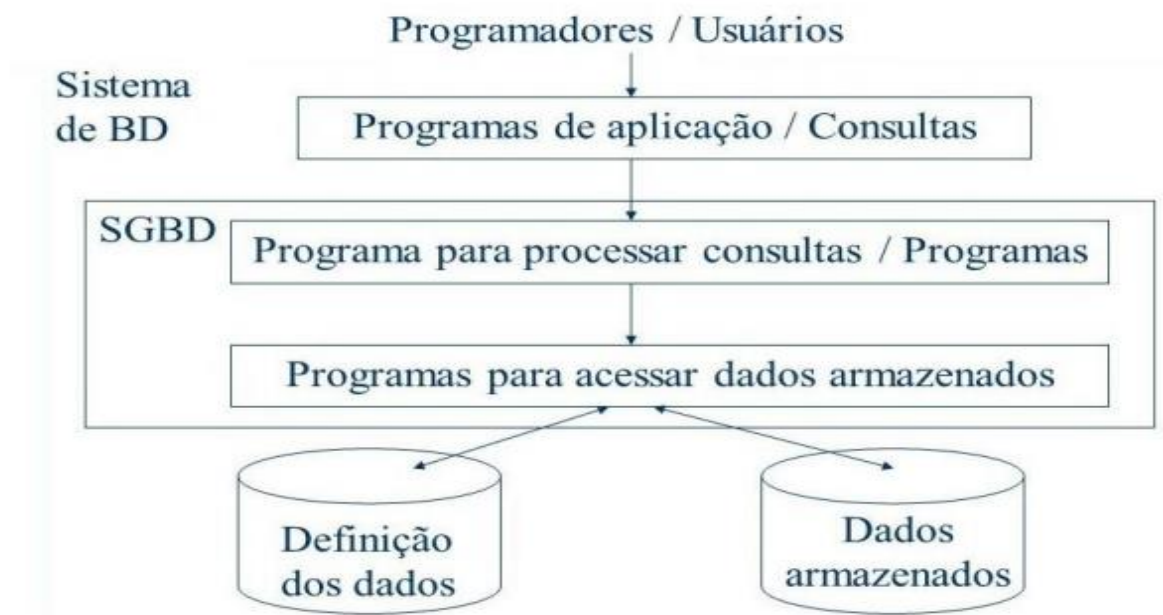 Programadores / Usuários
Sistema
de BD
Programas de aplicação / Consultas
SGBD
Programa para processar consultas / Programas
Programas para acessar dados armazenados
Definição
dos dados
Dados
armazenados